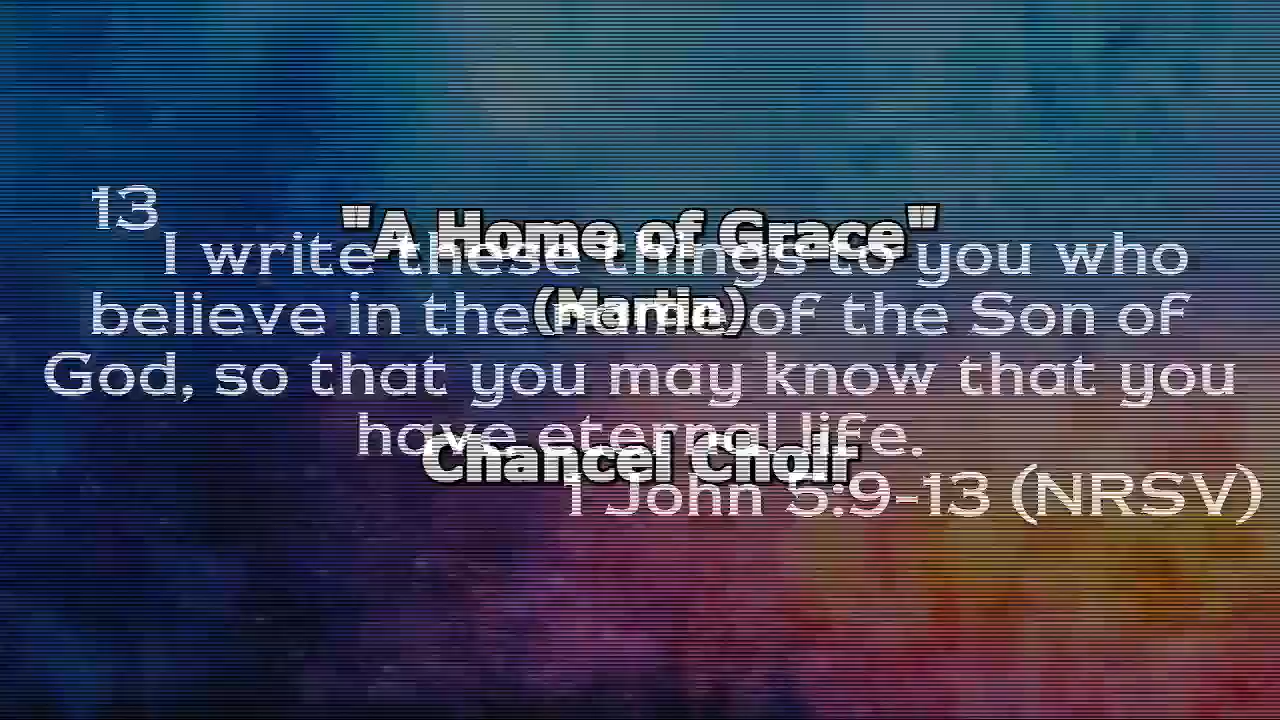 "A Home of Grace"
(Martin)
Chancel Choir
13 I write these things to you who
believe in the name of the Son of
God, so that you may know that you
have eternal life.
1 John 5:9-13 (NRSV)